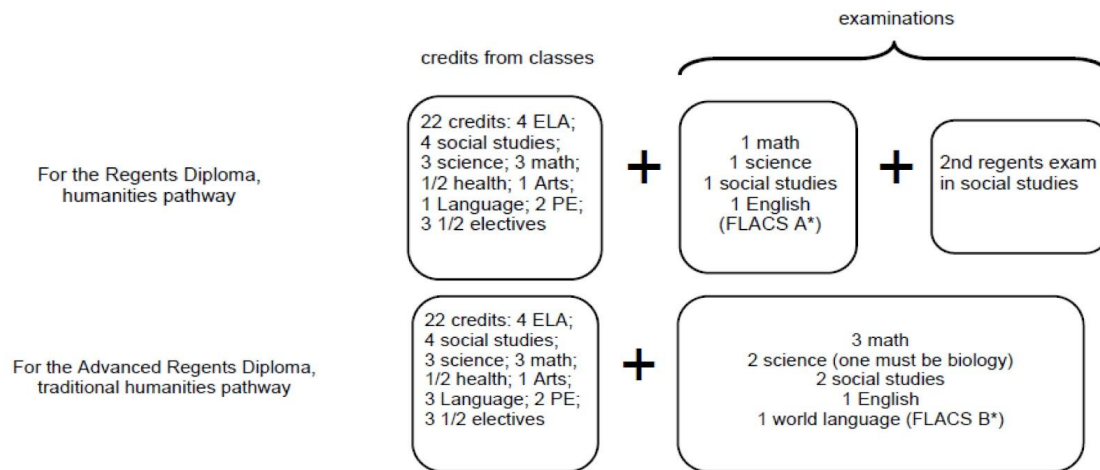 examinations
credits from classes
For the Regents Diploma,
humanities pathway
22 credits: 4 ELA;
4 social studies;
3 science; 3 math;
1/2 health; 1 Arts;
1 Language; 2 PE;
3 1/2 electives
+
1 math
1 science
1 social studies
1 English
(FLACS A*)
+
2nd regents exam
in social studies
For the Advanced Regents Diploma,
traditional humanities pathway
22 credits: 4 ELA;
4 social studies;
3 science; 3 math;
1/2 health; 1 Arts;
3 Language; 2 PE;
3 1/2 electives
+
3 math
2 science (one must be biology)
2 social studies
1 English
1 world language (FLACS B*)